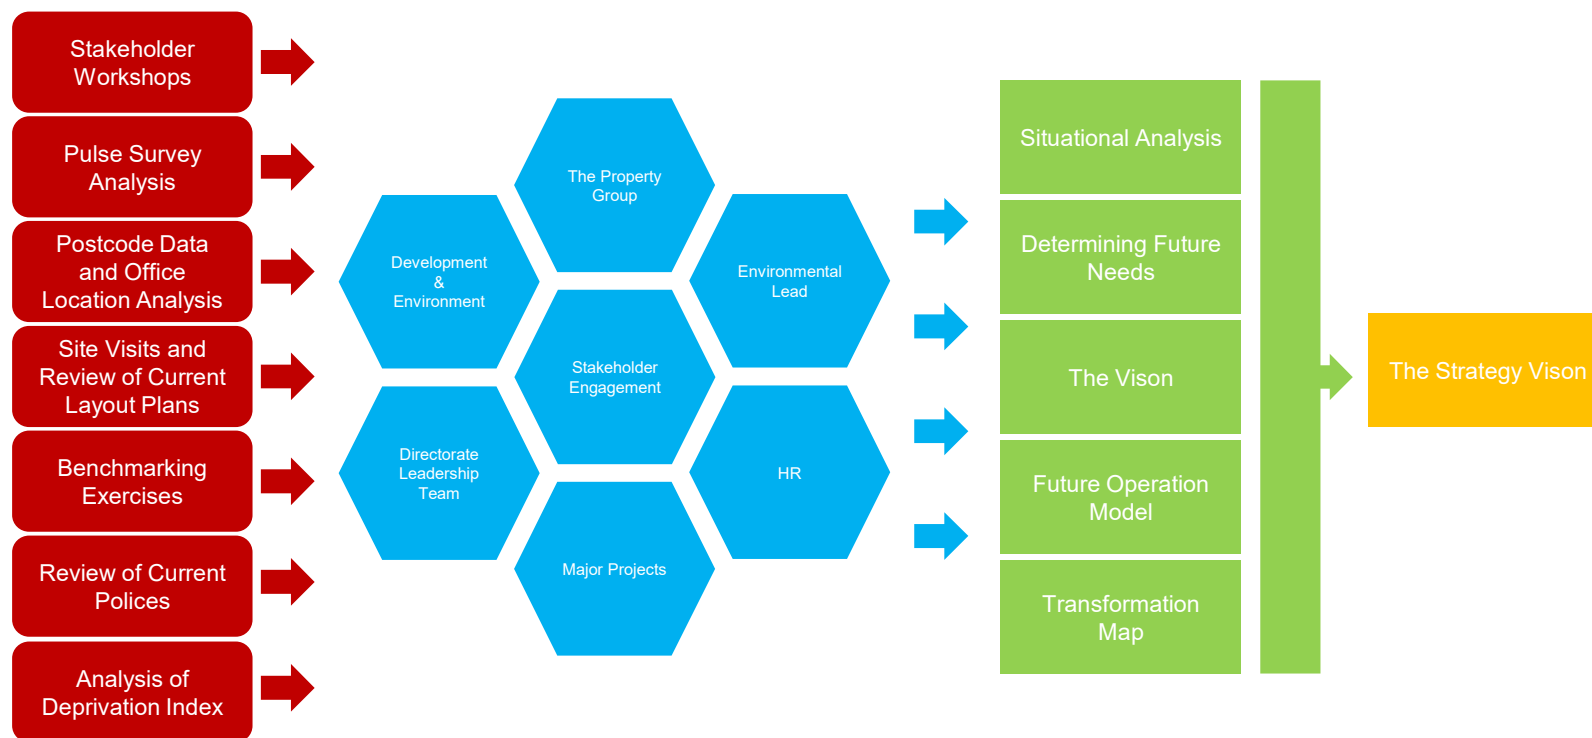 Stakeholder
Workshops
Pulse Survey
Analysis
Postcode Data
and Office
Location Analysis
Site Visits and
Review of Current
Layout Plans
Benchmarking
Exercises
Review of Current
Polices
Analysis of
Deprivation Index
The Property
Group
Development
&
Environment
Environmental
Lead
Stakeholder
Engagement
Directorate
Leadership
Team
HR
Major Projects
Situational Analysis
Determining Future
Needs
The Vison
Future Operation
Model
Transformation
Map
The Strategy Vison